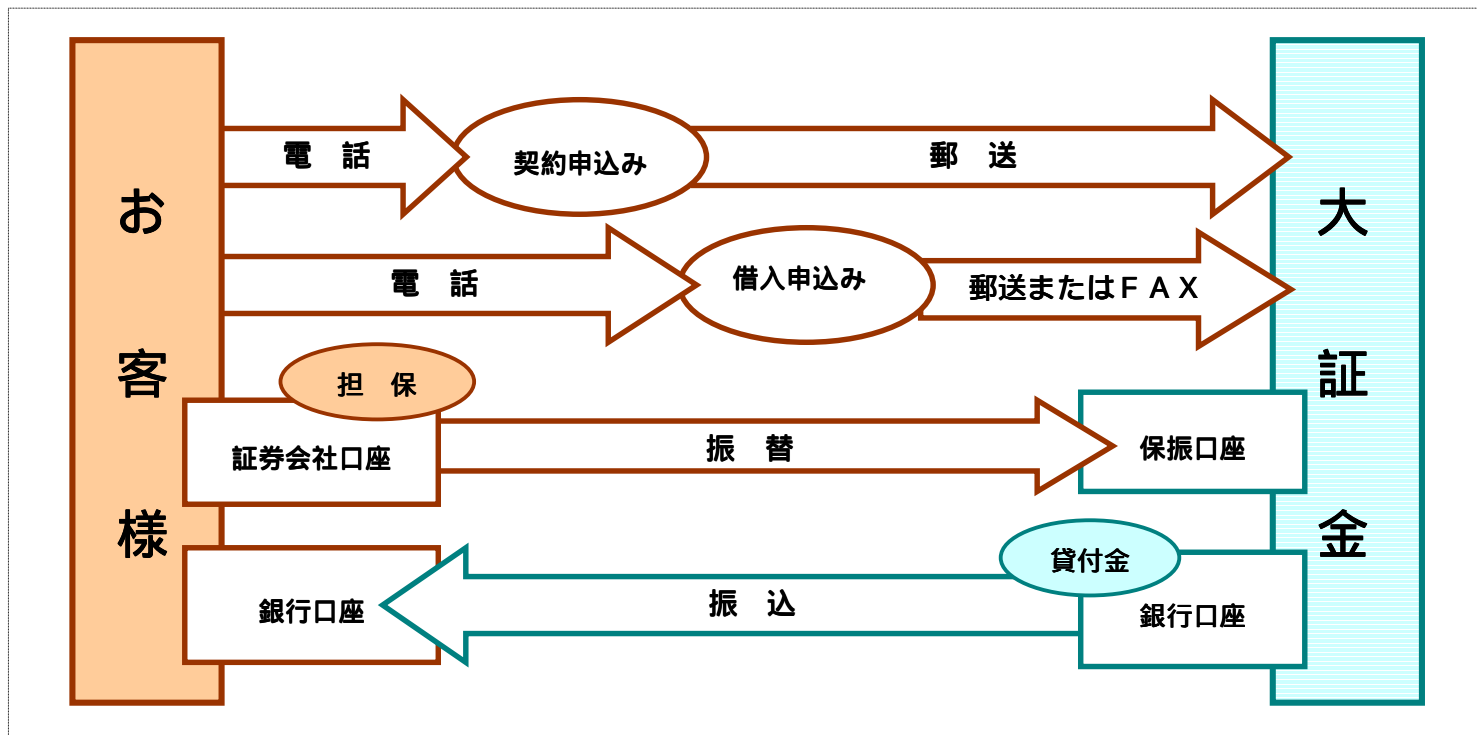 お客様
大証金
電　話
契約申込み
郵　送
電　話
借入申込み
郵送またはＦＡＸ
担　保
証券会社口座
振　替
保振口座
貸付金
銀行口座
振　込
銀行口座